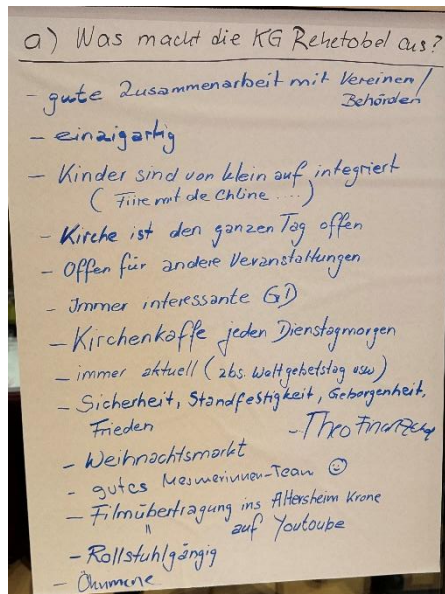 a) Was macht die KG Rehetobel aus?
- gute Zusammenarbeit mit Vereinen/
Behörden
- einzigartig
- Kinder sind von klein auf integriert
( Fiire mit de Chline .... )
- Kirche ist den ganzen Tag offen
- Offen für andere Veranstaltungen
- Immer interessante GD
- Kirchenkaffe jeden Dienstagmorgen
- immer aktuell ( zbs. Weltgebetstag usw )
- Sicherheit, Standfestigkeit, Geborgenheit,
Frieden
- Theo
- Weihnachtsmarkt
- gutes Mesmerinnen-Team ☺
- Filmübertragung ins Altersheim Krone
" auf Youtoube
- Rollstuhlgängig
- Ökumene